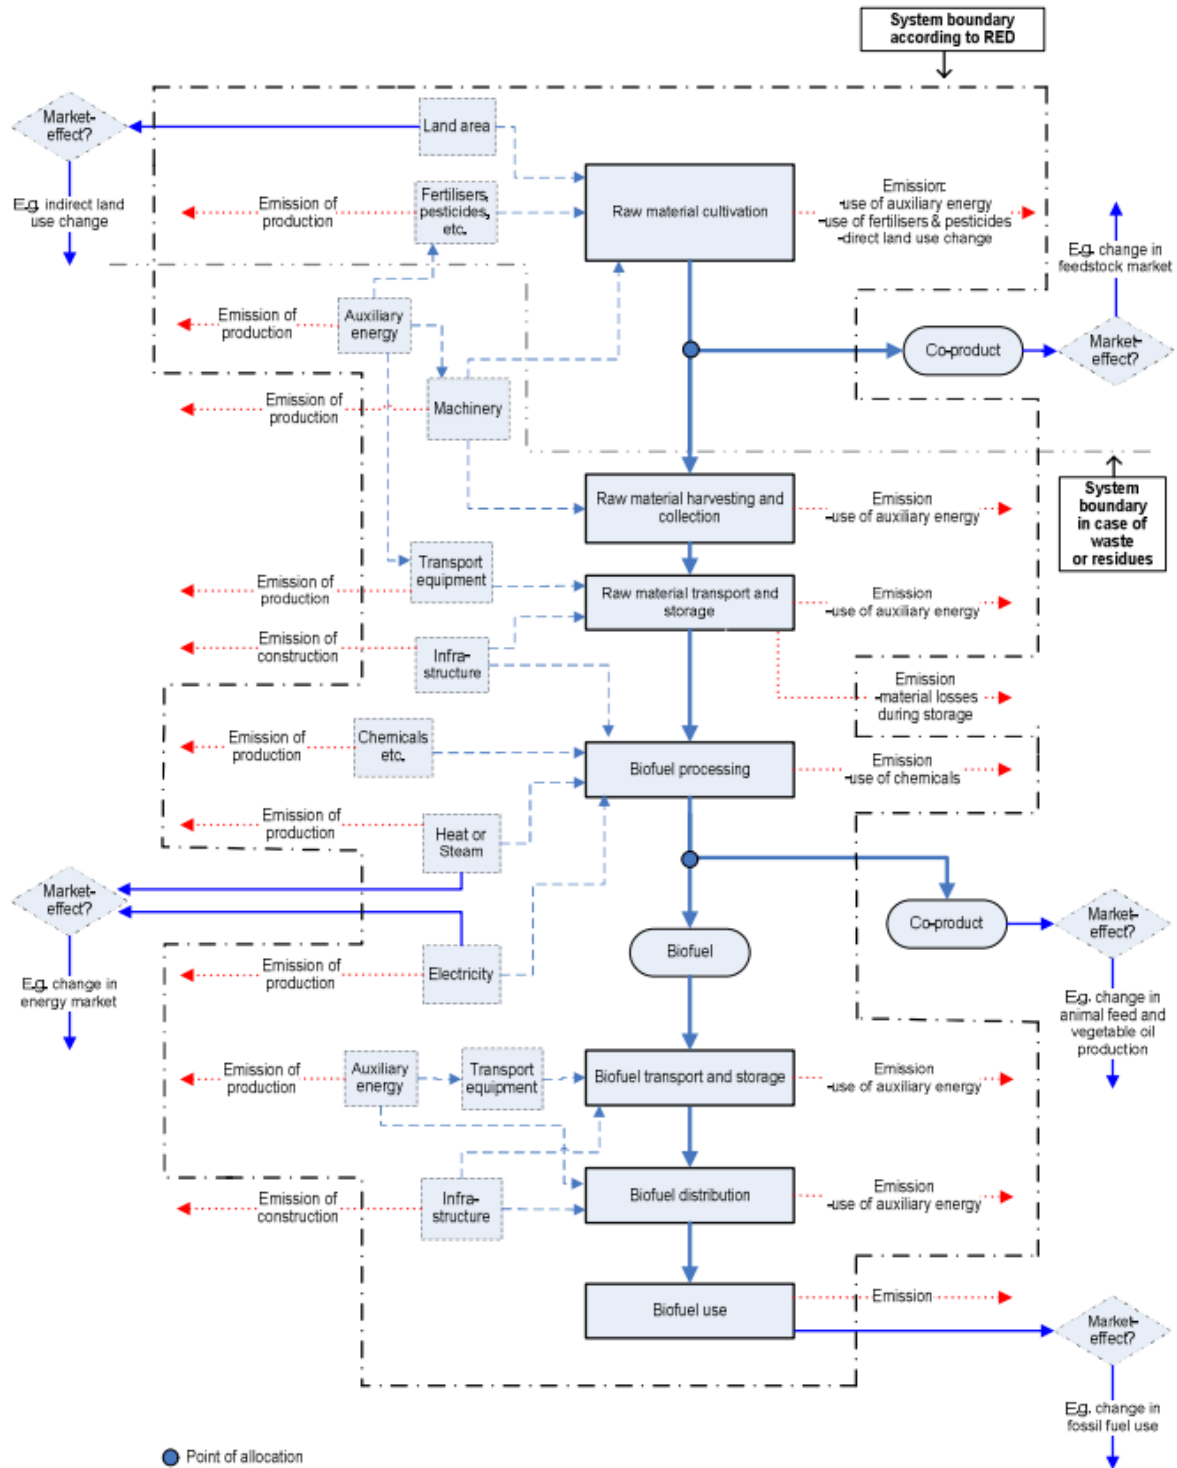 System boundary
according to RED
Market-
effect?
Land area
E.g. indirect land
use change
Emission of
production
Fertilisers,
pesticides,
etc.
Raw material cultivation
Emission:
-use of auxiliary energy
-use of fertilisers & pesticides
-direct land use change
E.g. change in
feedstock market
Emission of
production
Auxiliary
energy
Co-product
Market-
effect?
Emission of
production
Machinery
Raw material harvesting and
collection
Emission
-use of auxiliary energy
System
boundary
in case of
waste
or residues
Transport
equipment
Emission of
production
Raw material transport and
storage
Emission
-use of auxiliary energy
Emission of
construction
Infra-
structure
Emission
-material losses
during storage
Emission of
production
Chemicals
etc.
Biofuel processing
Emission
-use of chemicals
Emission of
production
Heat or
Steam
Market-
effect?
Market-
effect?
Co-product
Biofuel
Emission of
production
Electricity
E.g. change in
energy market
E.g. change in
animal feed and
vegetable oil
production
Emission of
production
Auxiliary
energy
Transport
equipment
Biofuel transport and storage
Emission
-use of auxiliary energy
Emission of
construction
Infra-
structure
Biofuel distribution
Emission
-use of auxiliary energy
Biofuel use
Emission
Market-
effect?
E.g. change in
fossil fuel use
Point of allocation